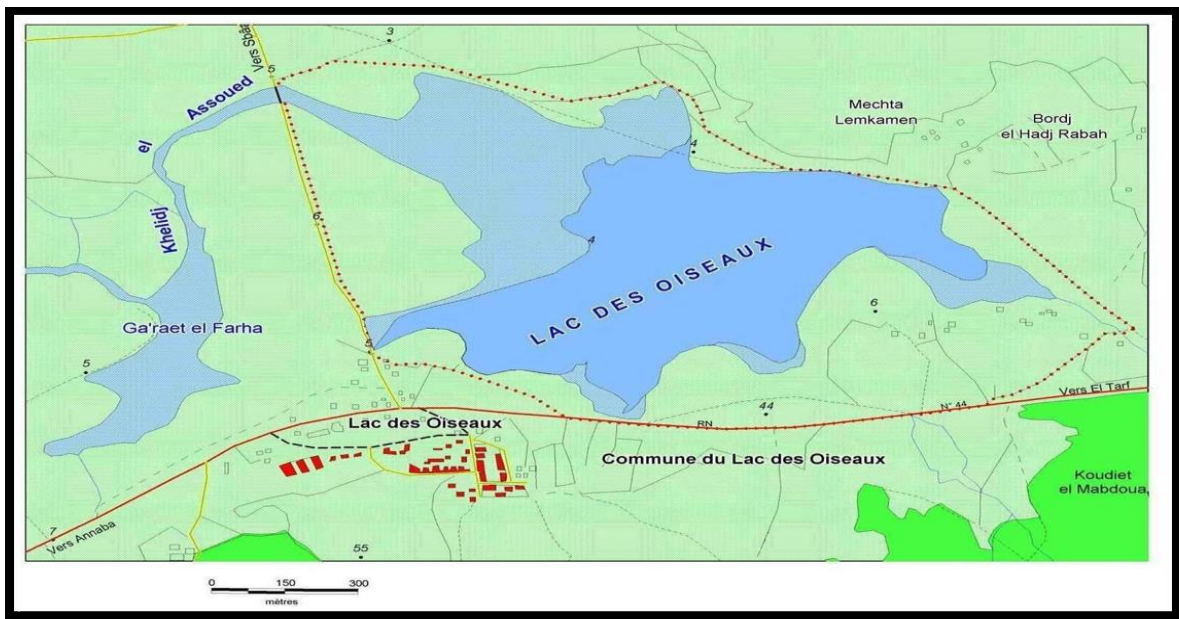 3
Vers Sbaa
5
el Assoued
Mechta
Lemkamen
Bordj
el Hadj Rabah
4
Khelidj
6
4
LAC DES OISEAUX
6
Ga'raet el Farha
5
5
Vers El Tarf
44
N° 44
RN
Lac des Oiseaux
Commune du Lac des Oiseaux
Koudiet
el Mabdoua
7
Vers Annaba
55
0 150 300
mètres